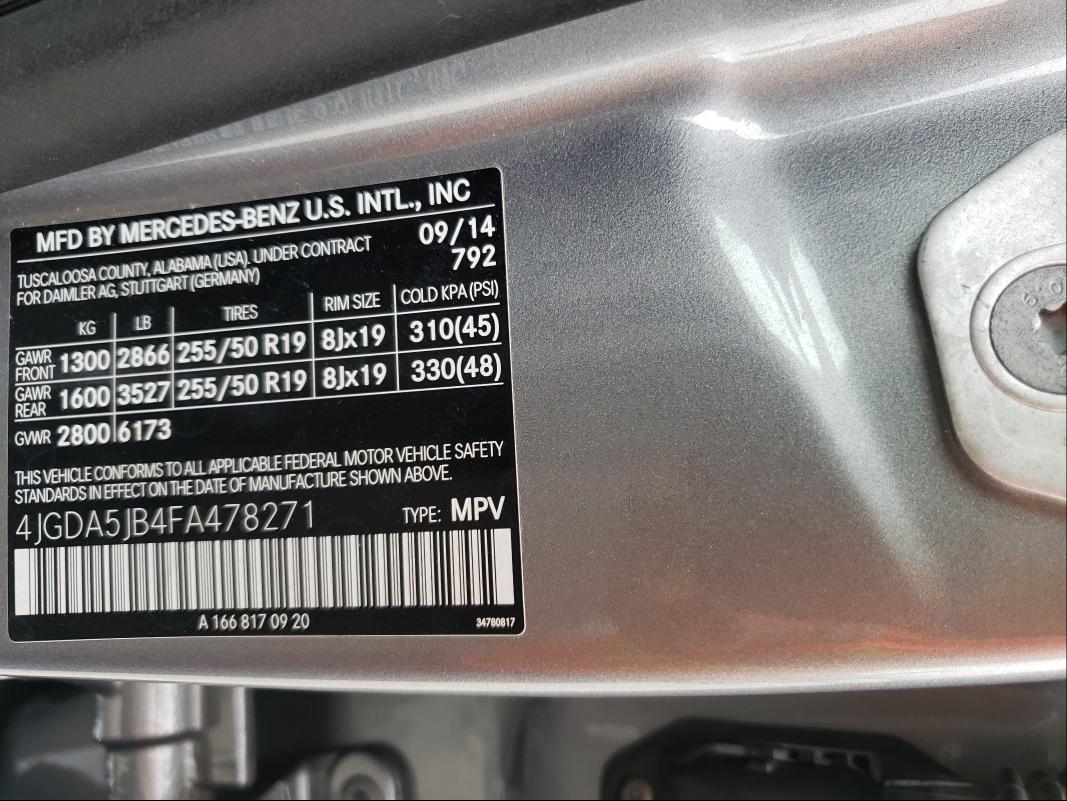 MFD BY MERCEDES-BENZ U.S. INTL., INC
TUSCALOOSA COUNTY, ALABAMA (USA). UNDER CONTRACT 09/14
FOR DAIMLER AG, STUTTGART (GERMANY) 792
KG LB TIRES RIM SIZE COLD KPA (PSI)
GAWR FRONT 1300 2866 255/50 R19 8Jx19 310(45)
GAWR REAR 1600 3527 255/50 R19 8Jx19 330(48)
GVWR 2800 6173
THIS VEHICLE CONFORMS TO ALL APPLICABLE FEDERAL MOTOR VEHICLE SAFETY
STANDARDS IN EFFECT ON THE DATE OF MANUFACTURE SHOWN ABOVE.
4JGDA5JB4FA478271 TYPE: MPV
A 166 817 09 20 34780817